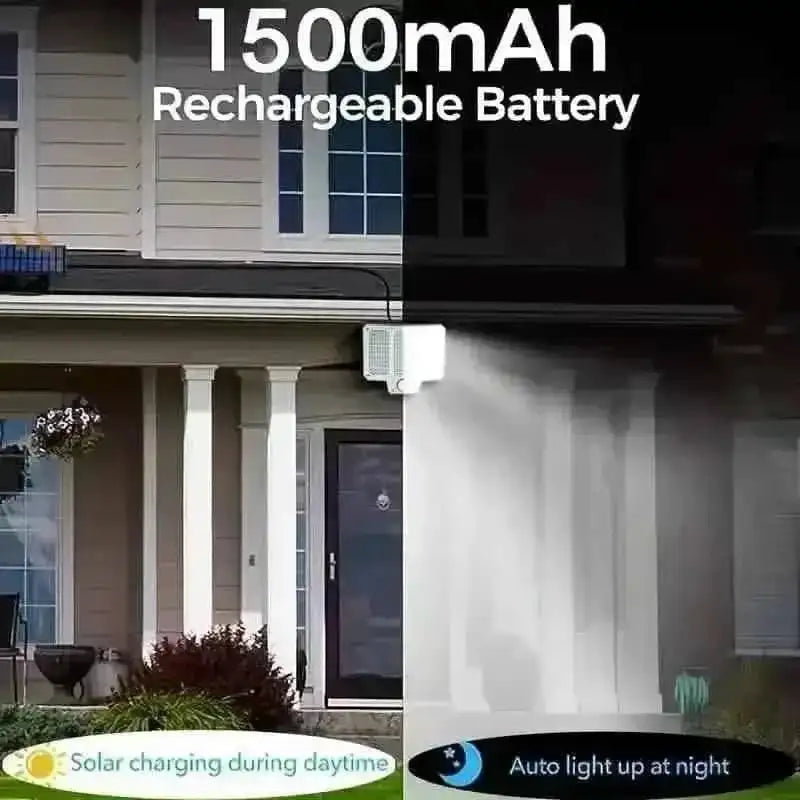 1500mAh
Rechargeable Battery
Solar charging during daytime
Auto light up at night